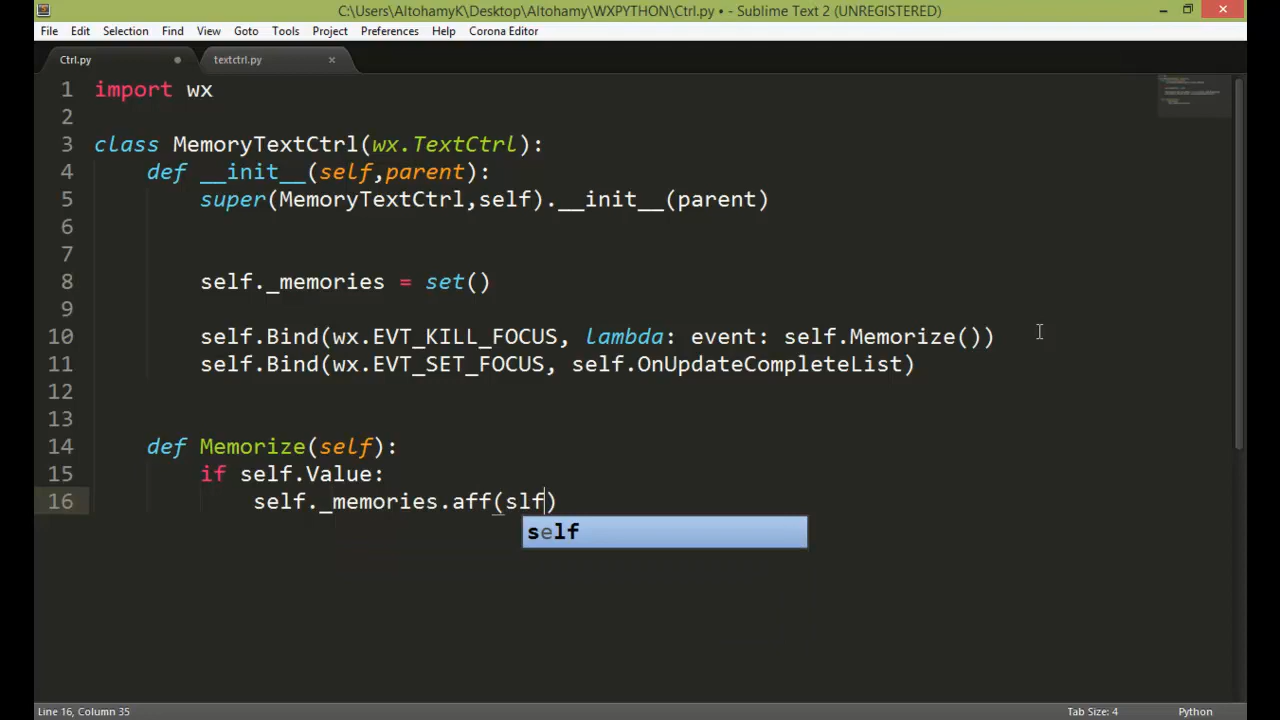 C:\Users\AltohamyK\Desktop\Altohamy\WXPYTHON\Ctrl.py • - Sublime Text 2 (UNREGISTERED)
File Edit Selection Find View Goto Tools Project Preferences Help Corona Editor
Ctrl.py textctrl.py
1 import wx
2
3 class MemoryTextCtrl(wx.TextCtrl):
4 def __init__(self,parent):
5 super(MemoryTextCtrl,self).__init__(parent)
6
7
8 self._memories = set()
9
10 self.Bind(wx.EVT_KILL_FOCUS, lambda: event: self.Memorize())
11 self.Bind(wx.EVT_SET_FOCUS, self.OnUpdateCompleteList)
12
13
14 def Memorize(self):
15 if self.Value:
16 self._memories.aff(slf)
self
Line 16, Column 35 Tab Size: 4 Python